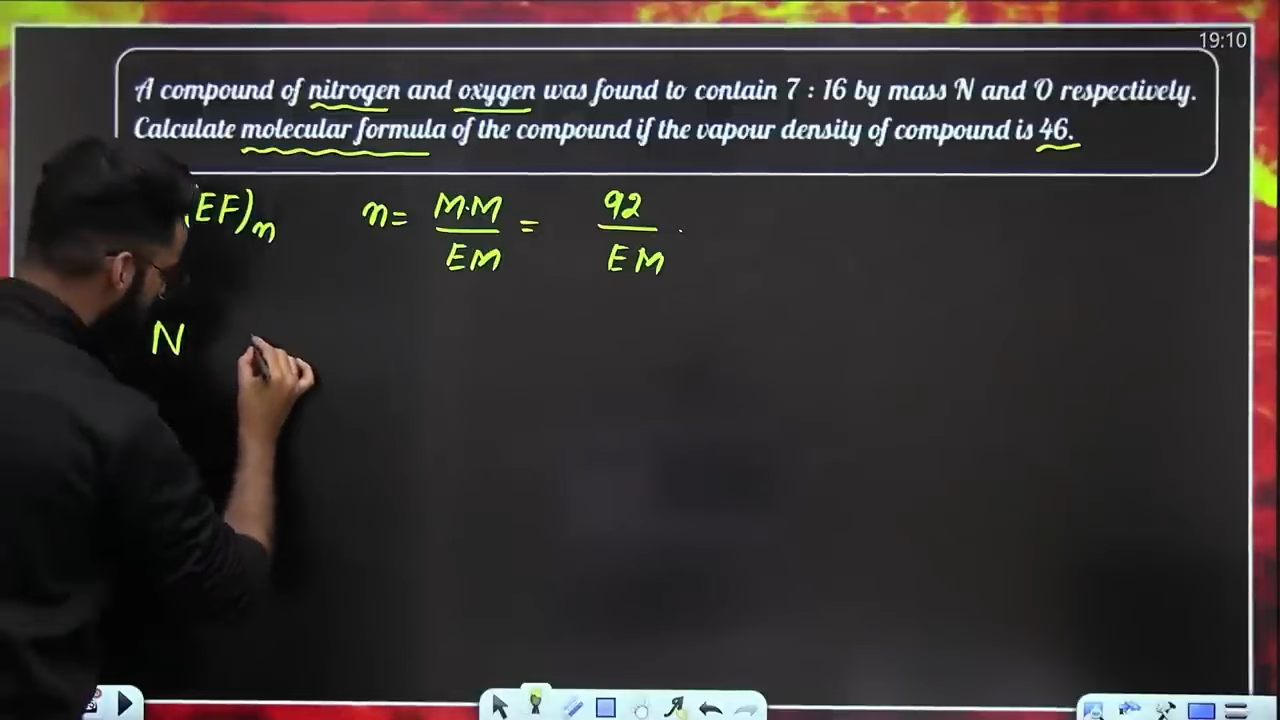 19:10
A compound of nitrogen and oxygen was found to contain 7 : 16 by mass N and O respectively.
Calculate molecular formula of the compound if the vapour density of compound is 46.
(EF)n n= M.M/EM = 92/EM
N